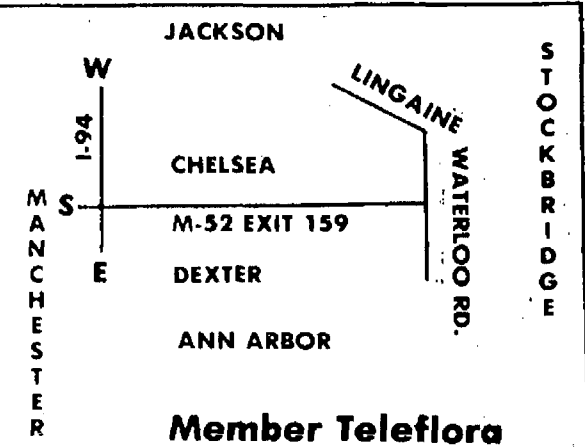 JACKSON
W
LINGAINE
STOCKBRIDGE
I-94
CHELSEA
WATERLOO RD.
MANCHESTER
S
M-52 EXIT 159
E
DEXTER
ANN ARBOR
Member Teleflora